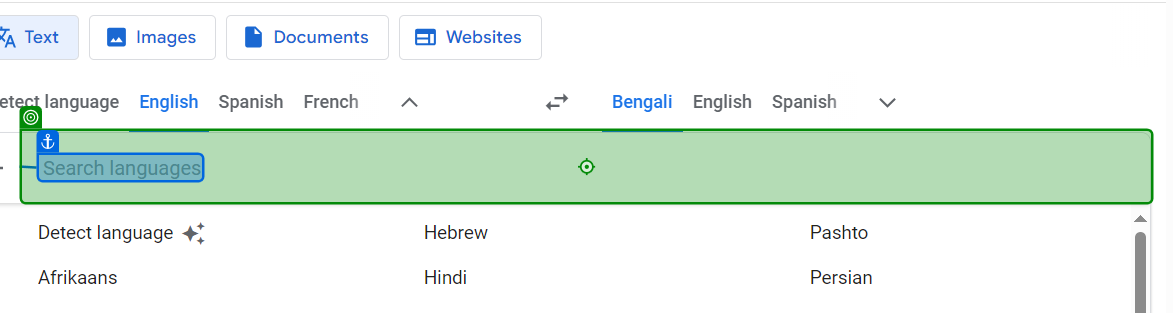 Text Images Documents Websites
etect language English Spanish French Bengali English Spanish
Search languages
Detect language Hebrew Pashto
Afrikaans Hindi Persian